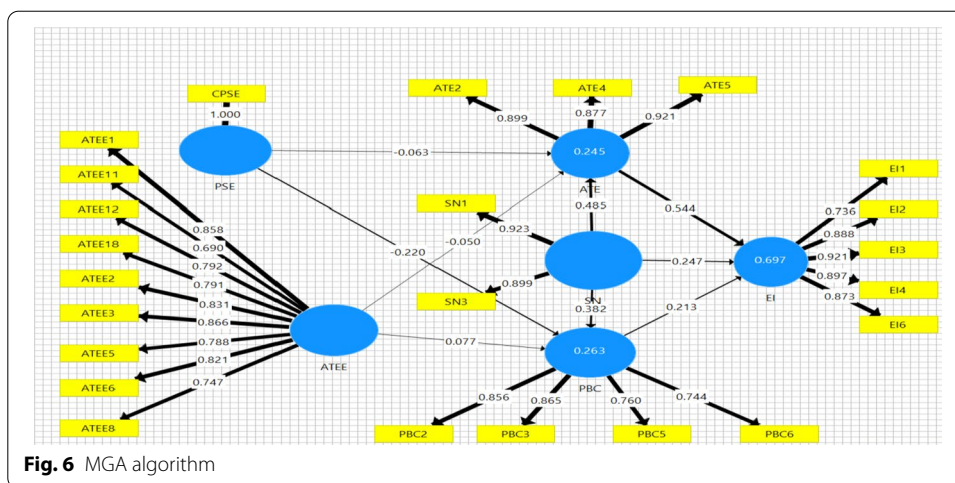 CPSE
1.000
PSE
ATE2
ATE4
ATE5
0.899
0.877
0.921
0.245
ATE
-0.063
ATEE1
ATEE11
ATEE12
ATEE18
ATEE2
ATEE3
ATEE5
ATEE6
ATEE8
0.858
0.690
0.792
0.791
0.831
0.866
0.788
0.821
0.747
ATEE
-0.050
-0.220
0.077
SN1
0.923
SN3
0.899
SN
0.485
0.382
0.247
0.544
0.213
0.697
EI
EI1
EI2
EI3
EI4
EI6
0.736
0.888
0.921
0.897
0.873
0.263
PBC
0.856
0.865
0.760
0.744
PBC2
PBC3
PBC5
PBC6
Fig. 6 MGA algorithm